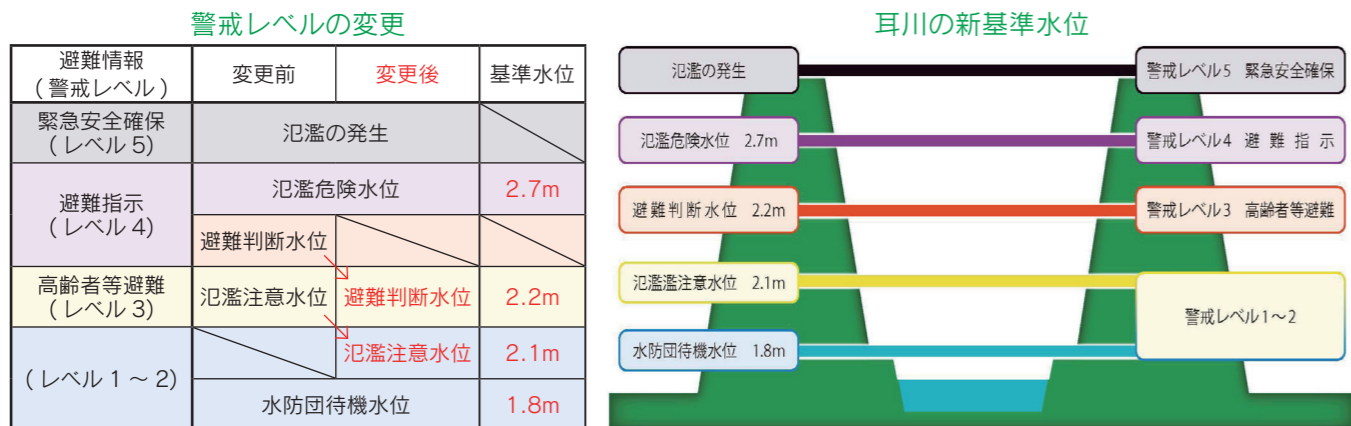 警戒レベルの変更
避難情報
(警戒レベル)
変更前
変更後
基準水位
緊急安全確保
(レベル5)
氾濫の発生
避難指示
(レベル4)
氾濫危険水位
2.7m
避難判断水位
高齢者等避難
(レベル3)
氾濫注意水位
避難判断水位
2.2m
(レベル1〜2)
氾濫注意水位
2.1m
水防団待機水位
1.8m
耳川の新基準水位
氾濫の発生
警戒レベル5 緊急安全確保
氾濫危険水位 2.7m
警戒レベル4 避難指示
避難判断水位 2.2m
警戒レベル3 高齢者等避難
氾濫濫注意水位 2.1m
警戒レベル1〜2
水防団待機水位 1.8m